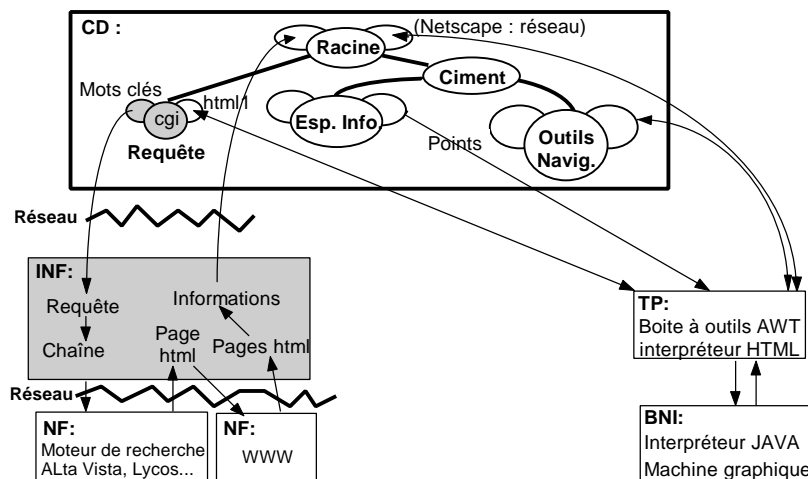 CD :
(Netscape : réseau)
Racine
Ciment
Mots clés
html1
cgi
Requête
Esp. Info.
Outils
Navig.
Points
Réseau
INF:
Requête
Informations
Chaîne
Page
html
Pages html
TP:
Boite à outils AWT
interpréteur HTML
Réseau
NF:
Moteur de recherche
ALta Vista, Lycos...
NF:
WWW
BNI:
Interpréteur JAVA
Machine graphique